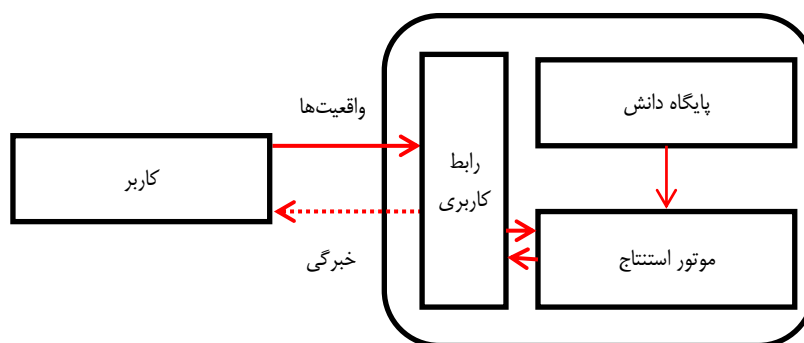 پایگاه دانش
واقعیت‌ها
رابط
کاربری
کاربر
موتور استنتاج
خبرگی